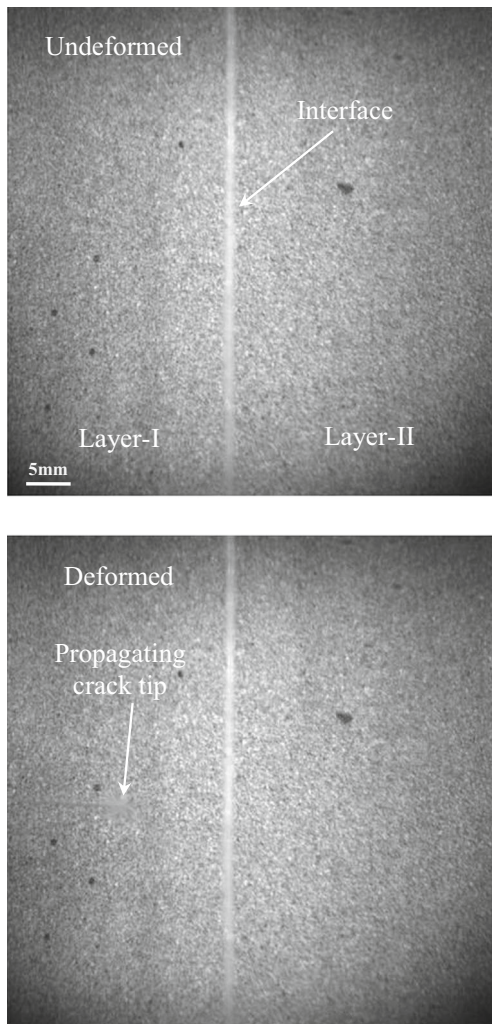 Undeformed
Interface
Layer-I
Layer-II
5mm
Deformed
Propagating
crack tip